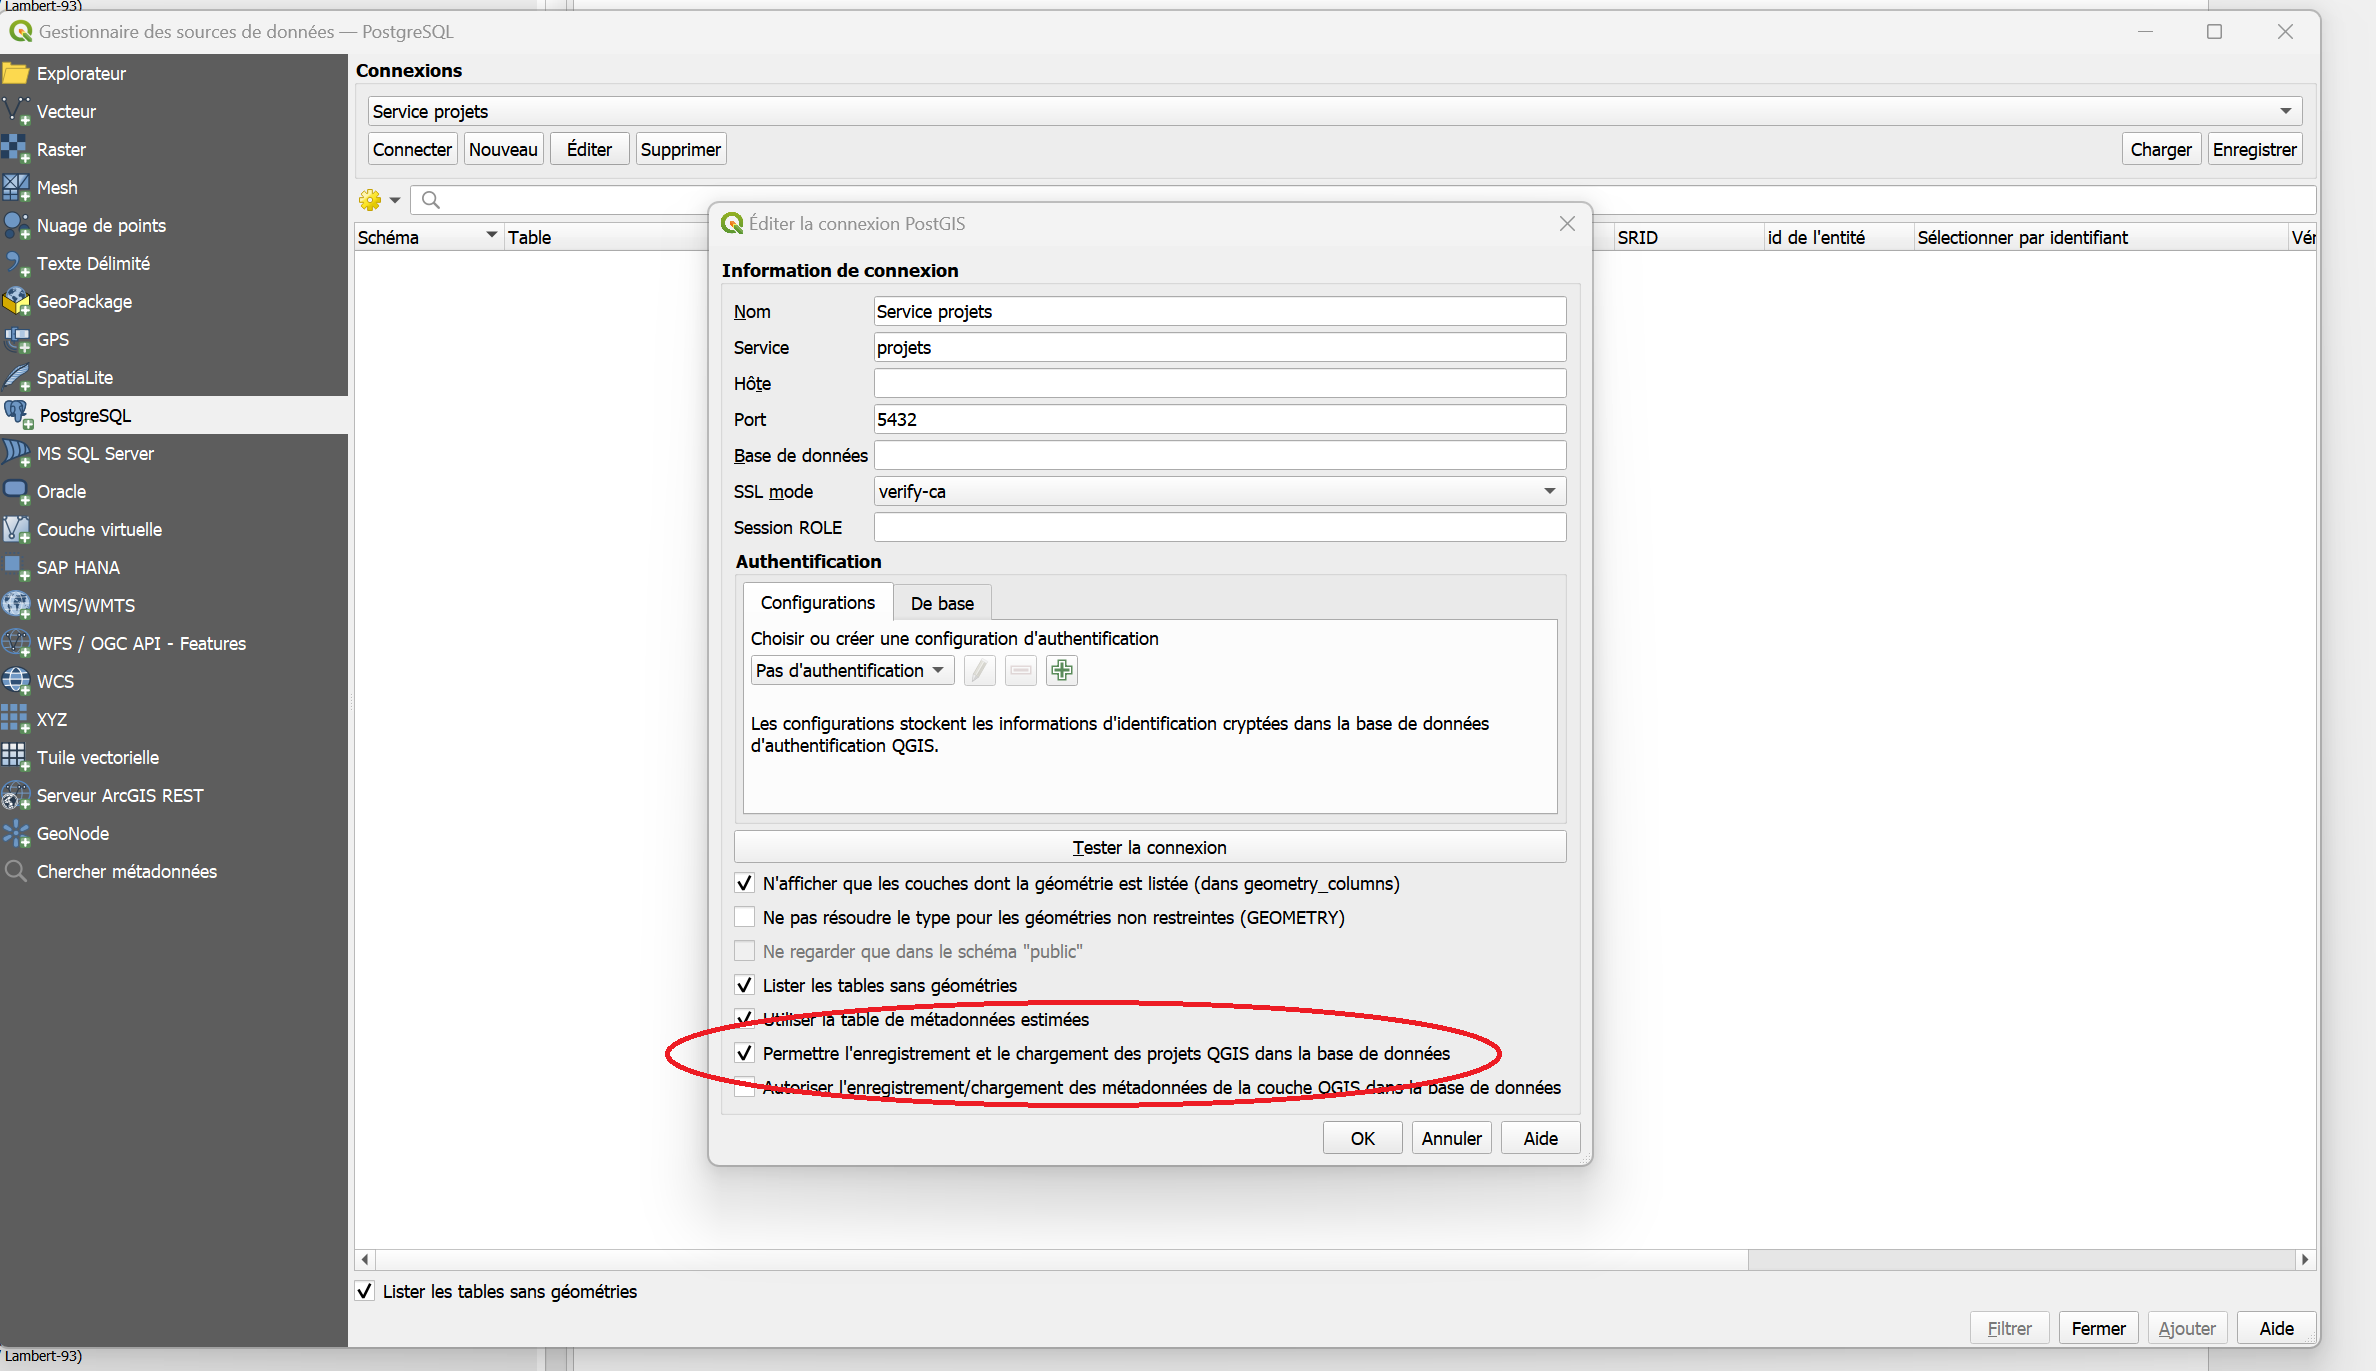 Lambert-93)
Gestionnaire des sources de données — PostgreSQL
Explorateur
Vecteur
Raster
Mesh
Nuage de points
Texte Délimité
GeoPackage
GPS
SpatiaLite
PostgreSQL
MS SQL Server
Oracle
Couche virtuelle
SAP HANA
WMS/WMTS
WFS / OGC API - Features
WCS
XYZ
Tuile vectorielle
Serveur ArcGIS REST
GeoNode
Chercher métadonnées
Connexions
Service projets
Connecter Nouveau Éditer Supprimer Charger Enregistrer
Schéma Table SRID id de l'entité Sélectionner par identifiant Vér
Éditer la connexion PostGIS
Information de connexion
Nom Service projets
Service projets
Hôte
Port 5432
Base de données
SSL mode verify-ca
Session ROLE
Authentification
Configurations De base
Choisir ou créer une configuration d'authentification
Pas d'authentification
Les configurations stockent les informations d'identification cryptées dans la base de données
d'authentification QGIS.
Tester la connexion
N'afficher que les couches dont la géométrie est listée (dans geometry_columns)
Ne pas résoudre le type pour les géométries non restreintes (GEOMETRY)
Ne regarder que dans le schéma "public"
Lister les tables sans géométries
Utiliser la table de métadonnées estimées
Permettre l'enregistrement et le chargement des projets QGIS dans la base de données
Autoriser l'enregistrement/chargement des métadonnées de la couche QGIS dans la base de données
OK Annuler Aide
Lister les tables sans géométries
Filtrer Fermer Ajouter Aide
Lambert-93)